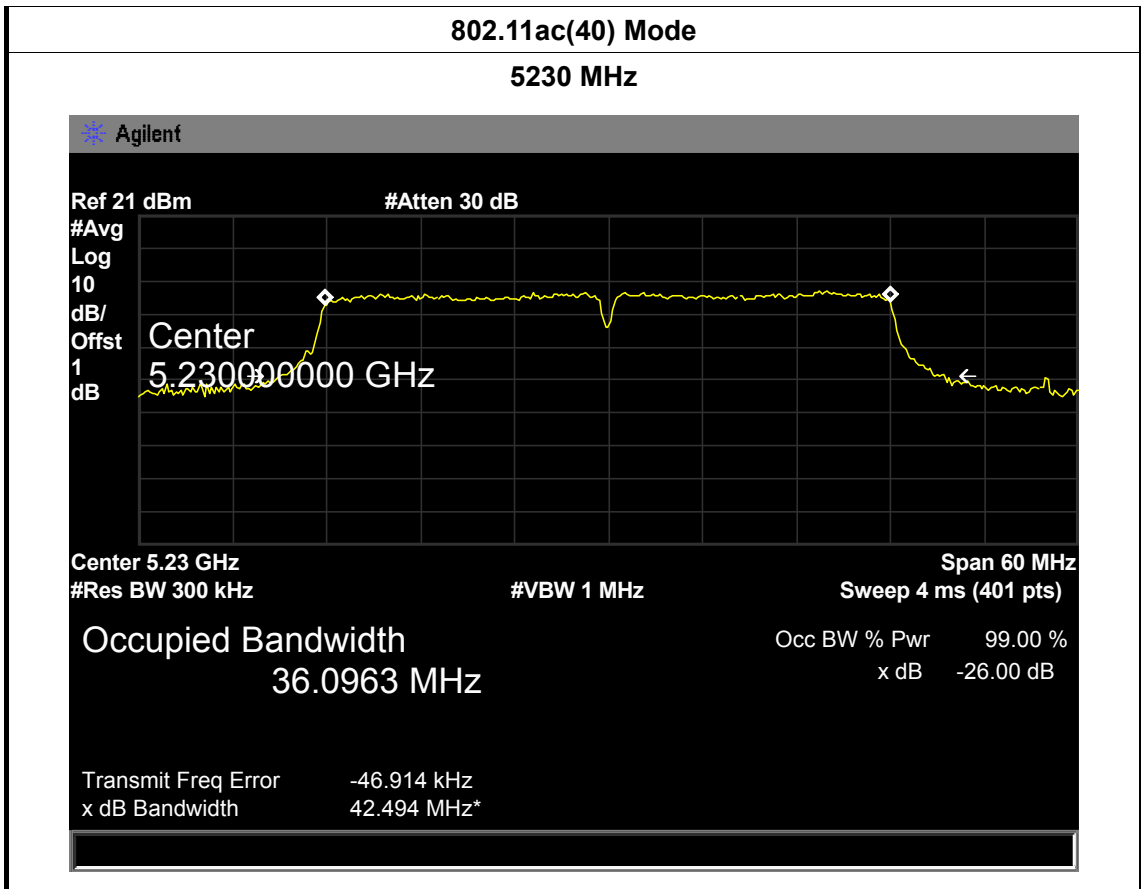 802.11ac(40) Mode
5230 MHz
Agilent
Ref 21 dBm #Atten 30 dB
#Avg
Log
10
dB/
Offst
1
dB
Center
5.230000000 GHz
Center 5.23 GHz Span 60 MHz
#Res BW 300 kHz #VBW 1 MHz Sweep 4 ms (401 pts)
Occupied Bandwidth
36.0963 MHz
Occ BW % Pwr 99.00 %
x dB -26.00 dB
Transmit Freq Error -46.914 kHz
x dB Bandwidth 42.494 MHz*